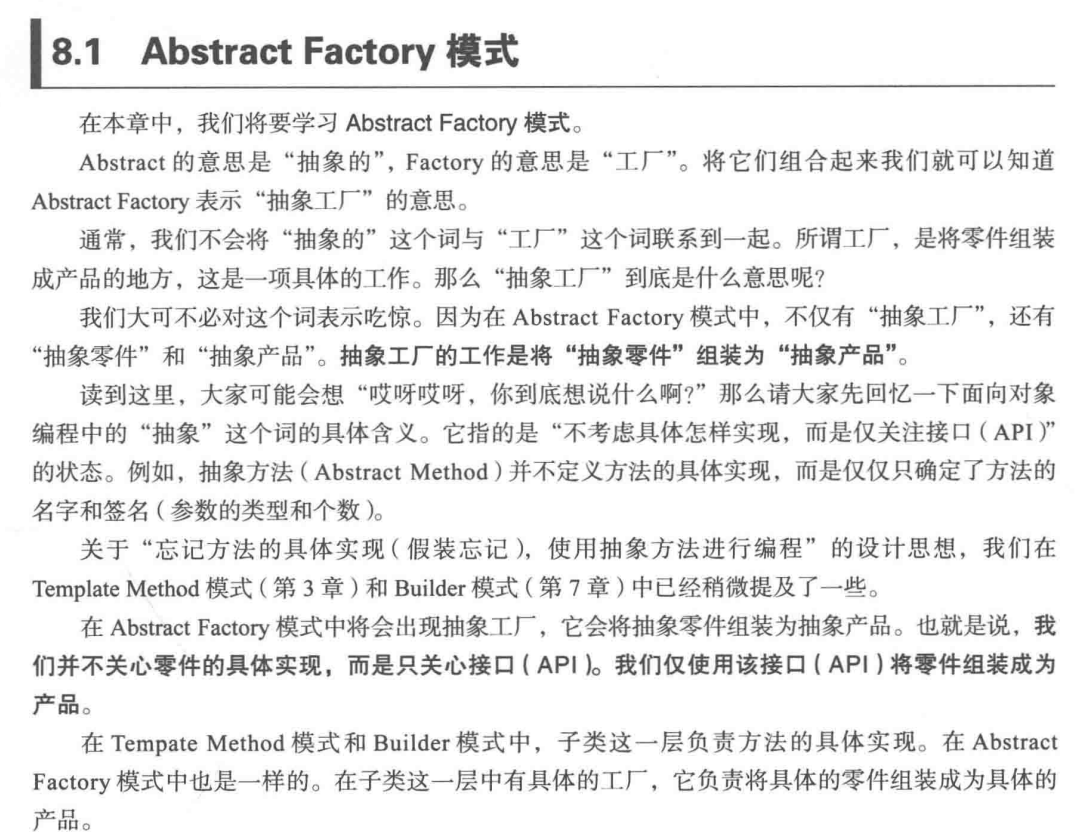 8.1 Abstract Factory 模式
在本章中，我们将要学习 Abstract Factory 模式。
Abstract 的意思是“抽象的”，Factory 的意思是“工厂”。将它们组合起来我们就可以知道
Abstract Factory 表示“抽象工厂”的意思。
通常，我们不会将“抽象的”这个词与“工厂”这个词联系到一起。所谓工厂，是将零件组装
成产品的地方，这是一项具体的工作。那么“抽象工厂”到底是什么意思呢？
我们大可不必对这个词表示吃惊。因为在 Abstract Factory 模式中，不仅有“抽象工厂”，还有
“抽象零件”和“抽象产品”。抽象工厂的工作是将“抽象零件”组装为“抽象产品”。
读到这里，大家可能会想“哎呀哎呀，你到底想说什么啊？”那么请大家先回忆一下面向对象
编程中的“抽象”这个词的具体含义。它指的是“不考虑具体怎样实现，而是仅关注接口（API）”
的状态。例如，抽象方法（Abstract Method）并不定义方法的具体实现，而是仅仅只确定了方法的
名字和签名（参数的类型和个数）。
关于“忘记方法的具体实现（假装忘记），使用抽象方法进行编程”的设计思想，我们在
Template Method 模式（第 3 章）和 Builder 模式（第 7 章）中已经稍微提及了一些。
在 Abstract Factory 模式中将会出现抽象工厂，它会将抽象零件组装为抽象产品。也就是说，我
们并不关心零件的具体实现，而是只关心接口（API）。我们仅使用该接口（API）将零件组装成为
产品。
在 Tempate Method 模式和 Builder 模式中，子类这一层负责方法的具体实现。在 Abstract
Factory 模式中也是一样的。在子类这一层中有具体的工厂，它负责将具体的零件组装成为具体的
产品。